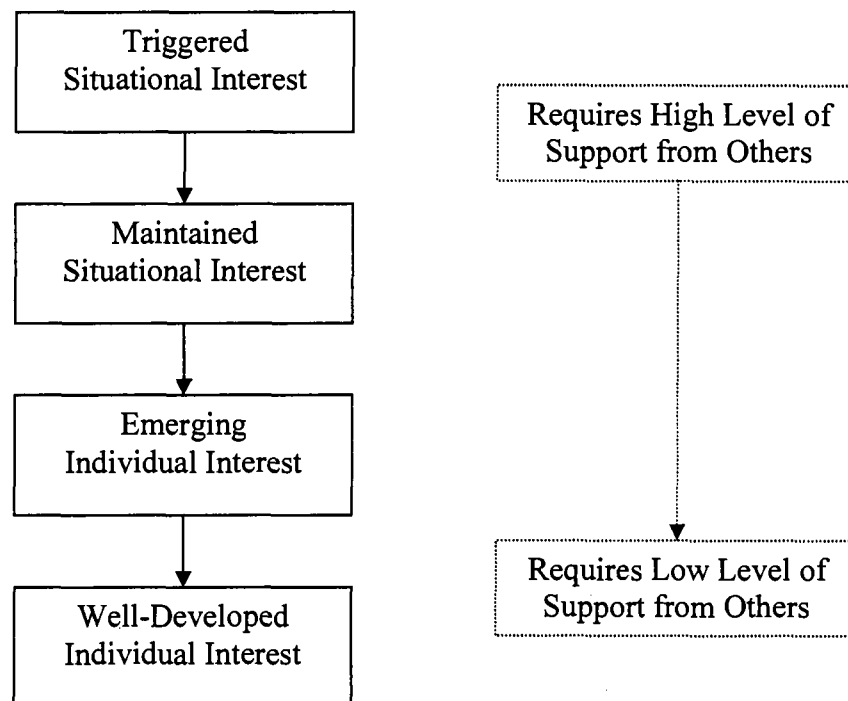 Triggered
Situational Interest
Maintained
Situational Interest
Emerging
Individual Interest
Well-Developed
Individual Interest
Requires High Level of
Support from Others
Requires Low Level of
Support from Others